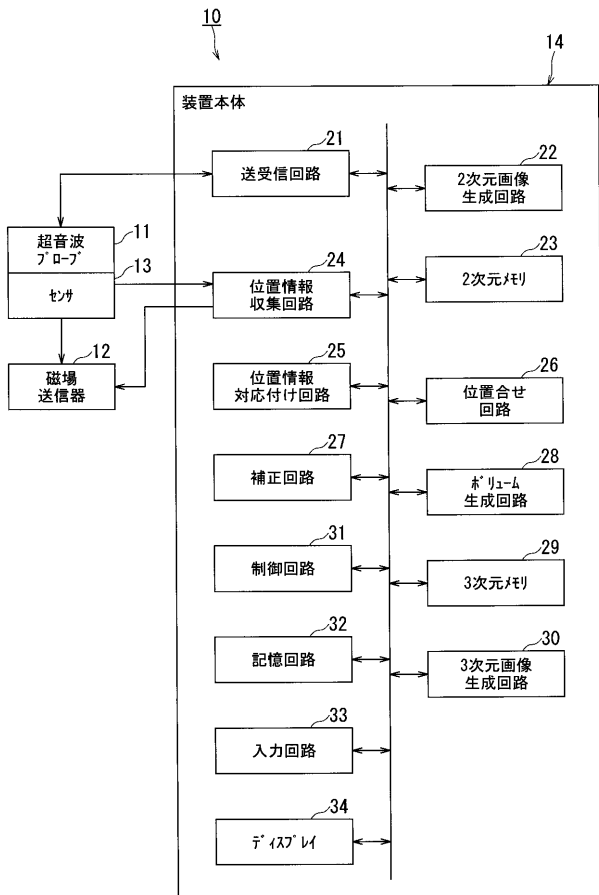 10
14
装置本体
21
送受信回路
22
2次元画像
生成回路
11
超音波
プローブ
13
センサ
23
2次元メモリ
24
位置情報
収集回路
12
磁場
送信器
25
位置情報
対応付け回路
26
位置合せ
回路
27
補正回路
28
ボリューム
生成回路
31
制御回路
29
3次元メモリ
32
記憶回路
30
3次元画像
生成回路
33
入力回路
34
ディスプレイ